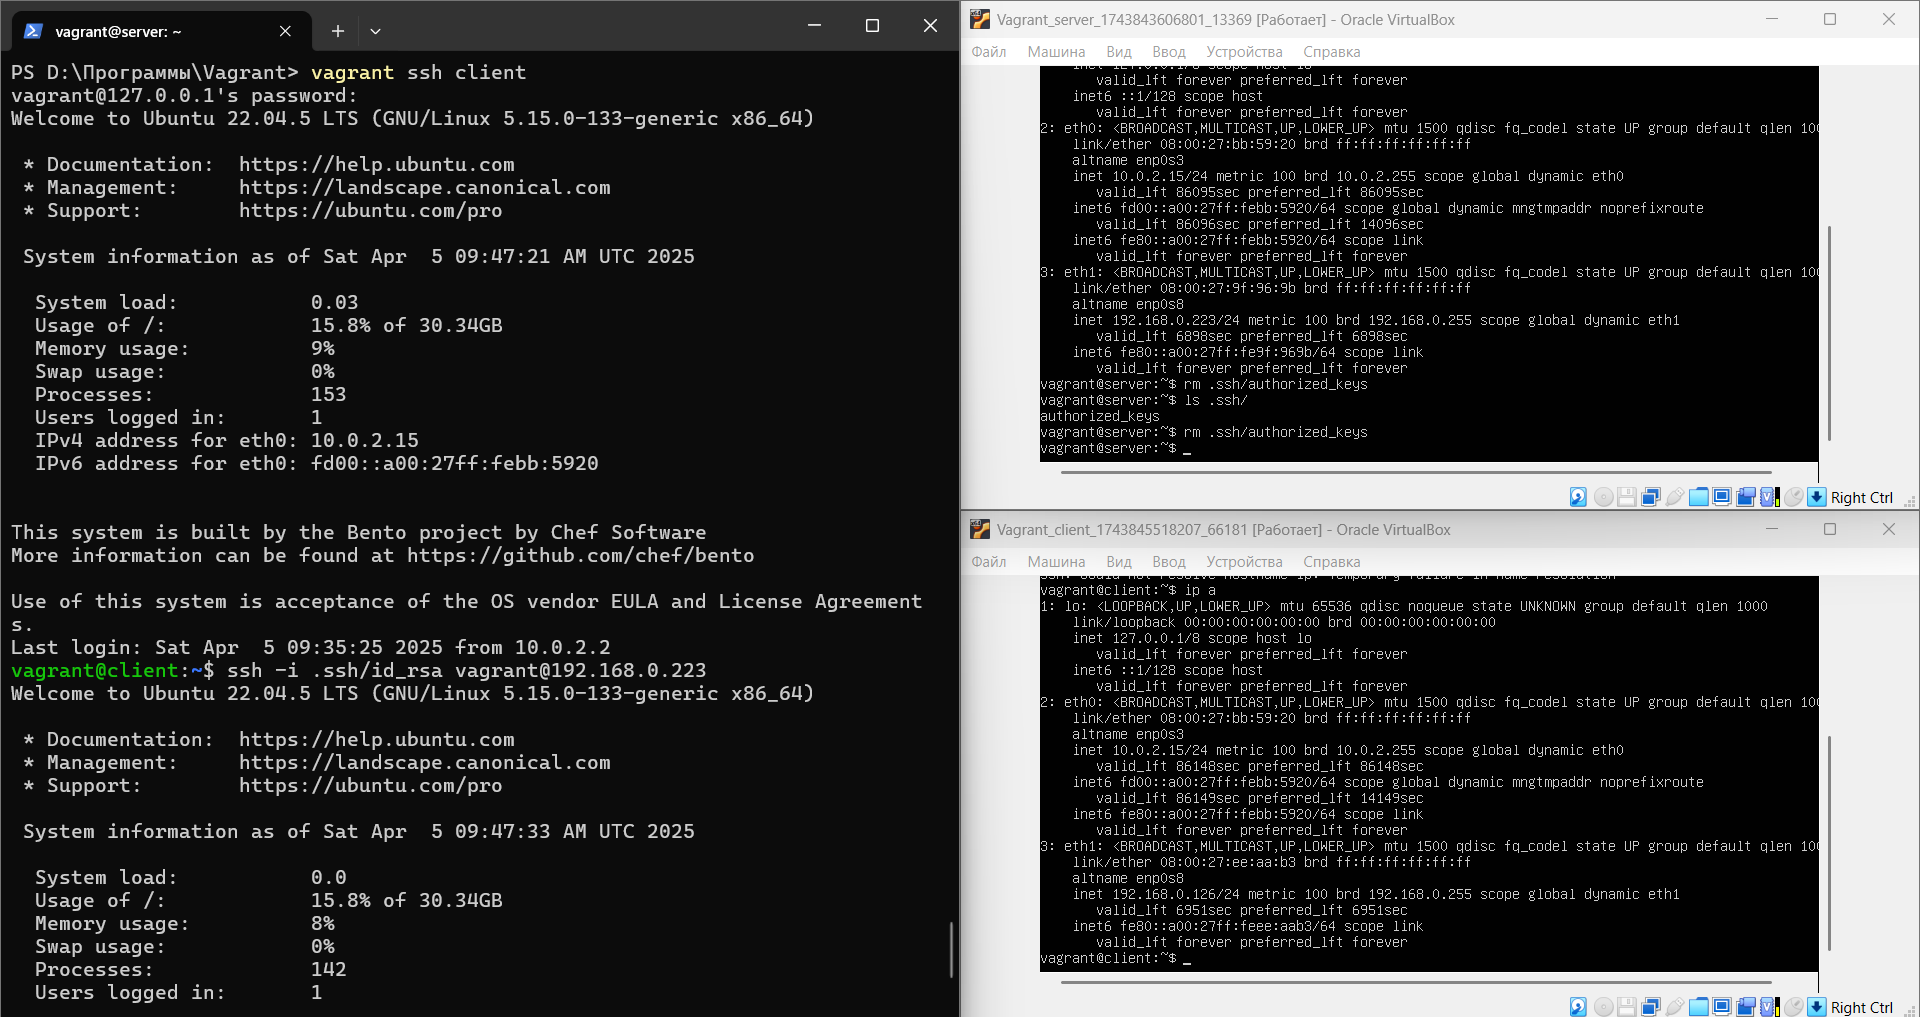 vagrant@server: ~
PS D:\Программы\Vagrant> vagrant ssh client
vagrant@127.0.0.1's password:
Welcome to Ubuntu 22.04.5 LTS (GNU/Linux 5.15.0-133-generic x86_64)
* Documentation:  https://help.ubuntu.com
* Management:     https://landscape.canonical.com
* Support:        https://ubuntu.com/pro
System information as of Sat Apr  5 09:47:21 AM UTC 2025
System load:           0.03
Usage of /:            15.8% of 30.34GB
Memory usage:          9%
Swap usage:            0%
Processes:             153
Users logged in:       1
IPv4 address for eth0: 10.0.2.15
IPv6 address for eth0: fd00::a00:27ff:febb:5920
This system is built by the Bento project by Chef Software
More information can be found at https://github.com/chef/bento
Use of this system is acceptance of the OS vendor EULA and License Agreement
s.
Last login: Sat Apr  5 09:35:25 2025 from 10.0.2.2
vagrant@client:~$ ssh -i .ssh/id_rsa vagrant@192.168.0.223
Welcome to Ubuntu 22.04.5 LTS (GNU/Linux 5.15.0-133-generic x86_64)
* Documentation:  https://help.ubuntu.com
* Management:     https://landscape.canonical.com
* Support:        https://ubuntu.com/pro
System information as of Sat Apr  5 09:47:33 AM UTC 2025
System load:           0.0
Usage of /:            15.8% of 30.34GB
Memory usage:          8%
Swap usage:            0%
Processes:             142
Users logged in:       1
Vagrant_server_1743843606801_13369 [Работает] - Oracle VirtualBox
Файл Машина Вид Ввод Устройства Справка
inet 127.0.0.1/8 scope host lo
valid_lft forever preferred_lft forever
inet6 ::1/128 scope host
valid_lft forever preferred_lft forever
2: eth0: <BROADCAST,MULTICAST,UP,LOWER_UP> mtu 1500 qdisc fq_codel state UP group default qlen 100
link/ether 08:00:27:bb:59:20 brd ff:ff:ff:ff:ff:ff
altname enp0s3
inet 10.0.2.15/24 metric 100 brd 10.0.2.255 scope global dynamic eth0
valid_lft 86095sec preferred_lft 86095sec
inet6 fd00::a00:27ff:febb:5920/64 scope global dynamic mngtmpaddr noprefixroute
valid_lft 86096sec preferred_lft 14096sec
inet6 fe80::a00:27ff:febb:5920/64 scope link
valid_lft forever preferred_lft forever
3: eth1: <BROADCAST,MULTICAST,UP,LOWER_UP> mtu 1500 qdisc fq_codel state UP group default qlen 100
link/ether 08:00:27:9f:96:9b brd ff:ff:ff:ff:ff:ff
altname enp0s8
inet 192.168.0.223/24 metric 100 brd 192.168.0.255 scope global dynamic eth1
valid_lft 6898sec preferred_lft 6898sec
inet6 fe80::a00:27ff:fe9f:969b/64 scope link
valid_lft forever preferred_lft forever
vagrant@server:~$ rm .ssh/authorized_keys
vagrant@server:~$ ls .ssh/
authorized_keys
vagrant@server:~$ rm .ssh/authorized_keys
vagrant@server:~$ _
Right Ctrl
Vagrant_client_1743845518207_66181 [Работает] - Oracle VirtualBox
Файл Машина Вид Ввод Устройства Справка
ssh: Could not resolve hostname ip: Temporary failure in name resolution
vagrant@client:~$ ip a
1: lo: <LOOPBACK,UP,LOWER_UP> mtu 65536 qdisc noqueue state UNKNOWN group default qlen 1000
link/loopback 00:00:00:00:00:00 brd 00:00:00:00:00:00
inet 127.0.0.1/8 scope host lo
valid_lft forever preferred_lft forever
inet6 ::1/128 scope host
valid_lft forever preferred_lft forever
2: eth0: <BROADCAST,MULTICAST,UP,LOWER_UP> mtu 1500 qdisc fq_codel state UP group default qlen 100
link/ether 08:00:27:bb:59:20 brd ff:ff:ff:ff:ff:ff
altname enp0s3
inet 10.0.2.15/24 metric 100 brd 10.0.2.255 scope global dynamic eth0
valid_lft 86148sec preferred_lft 86148sec
inet6 fd00::a00:27ff:febb:5920/64 scope global dynamic mngtmpaddr noprefixroute
valid_lft 86149sec preferred_lft 14149sec
inet6 fe80::a00:27ff:febb:5920/64 scope link
valid_lft forever preferred_lft forever
3: eth1: <BROADCAST,MULTICAST,UP,LOWER_UP> mtu 1500 qdisc fq_codel state UP group default qlen 100
link/ether 08:00:27:ee:aa:b3 brd ff:ff:ff:ff:ff:ff
altname enp0s8
inet 192.168.0.126/24 metric 100 brd 192.168.0.255 scope global dynamic eth1
valid_lft 6951sec preferred_lft 6951sec
inet6 fe80::a00:27ff:feee:aab3/64 scope link
valid_lft forever preferred_lft forever
vagrant@client:~$ _
Right Ctrl